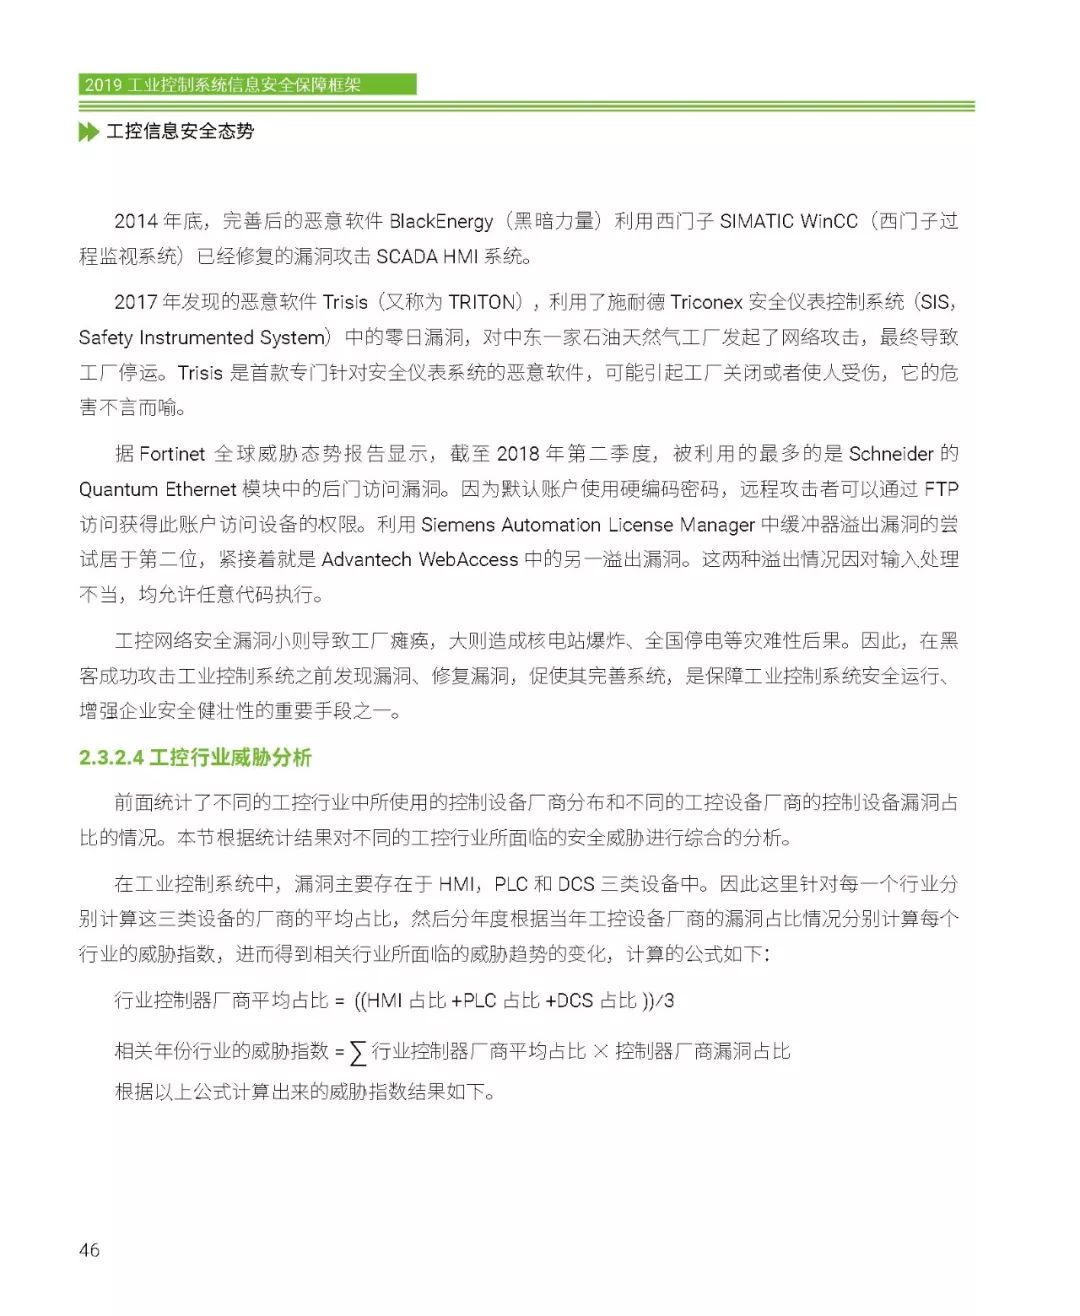 2019 工业控制系统信息安全保障框架
工控信息安全态势
2014 年底，完善后的恶意软件 BlackEnergy（黑暗力量）利用西门子 SIMATIC WinCC（西门子过
程监视系统）已经修复的漏洞攻击 SCADA HMI 系统。
2017 年发现的恶意软件 Trisis（又称为 TRITON），利用了施耐德 Triconex 安全仪表控制系统（SIS，
Safety Instrumented System）中的零日漏洞，对中东一家石油天然气工厂发起了网络攻击，最终导致
工厂停运。Trisis 是首款专门针对安全仪表系统的恶意软件，可能引起工厂关闭或者使人受伤，它的危
害不言而喻。
据 Fortinet 全球威胁态势报告显示，截至 2018 年第二季度，被利用的最多的是 Schneider 的
Quantum Ethernet 模块中的后门访问漏洞。因为默认账户使用硬编码密码，远程攻击者可以通过 FTP
访问获得此账户访问设备的权限。利用 Siemens Automation License Manager 中缓冲器溢出漏洞的尝
试居于第二位，紧接着就是 Advantech WebAccess 中的另一溢出漏洞。这两种溢出情况因对输入处理
不当，均允许任意代码执行。
工控网络安全漏洞小则导致工厂瘫痪，大则造成核电站爆炸、全国停电等灾难性后果。因此，在黑
客成功攻击工业控制系统之前发现漏洞、修复漏洞，促使其完善系统，是保障工业控制系统安全运行、
增强企业安全健壮性的重要手段之一。
2.3.2.4 工控行业威胁分析
前面统计了不同的工控行业中所使用的控制设备厂商分布和不同的工控设备厂商的控制设备漏洞占
比的情况。本节根据统计结果对不同的工控行业所面临的安全威胁进行综合的分析。
在工业控制系统中，漏洞主要存在于 HMI，PLC 和 DCS 三类设备中。因此这里针对每一个行业分
别计算这三类设备的厂商的平均占比，然后分年度根据当年工控设备厂商的漏洞占比情况分别计算每个
行业的威胁指数，进而得到相关行业所面临的威胁趋势的变化，计算的公式如下：
行业控制器厂商平均占比 = ((HMI 占比 +PLC 占比 +DCS 占比 ))/3
相关年份行业的威胁指数 =∑ 行业控制器厂商平均占比 × 控制器厂商漏洞占比
根据以上公式计算出来的威胁指数结果如下。
46